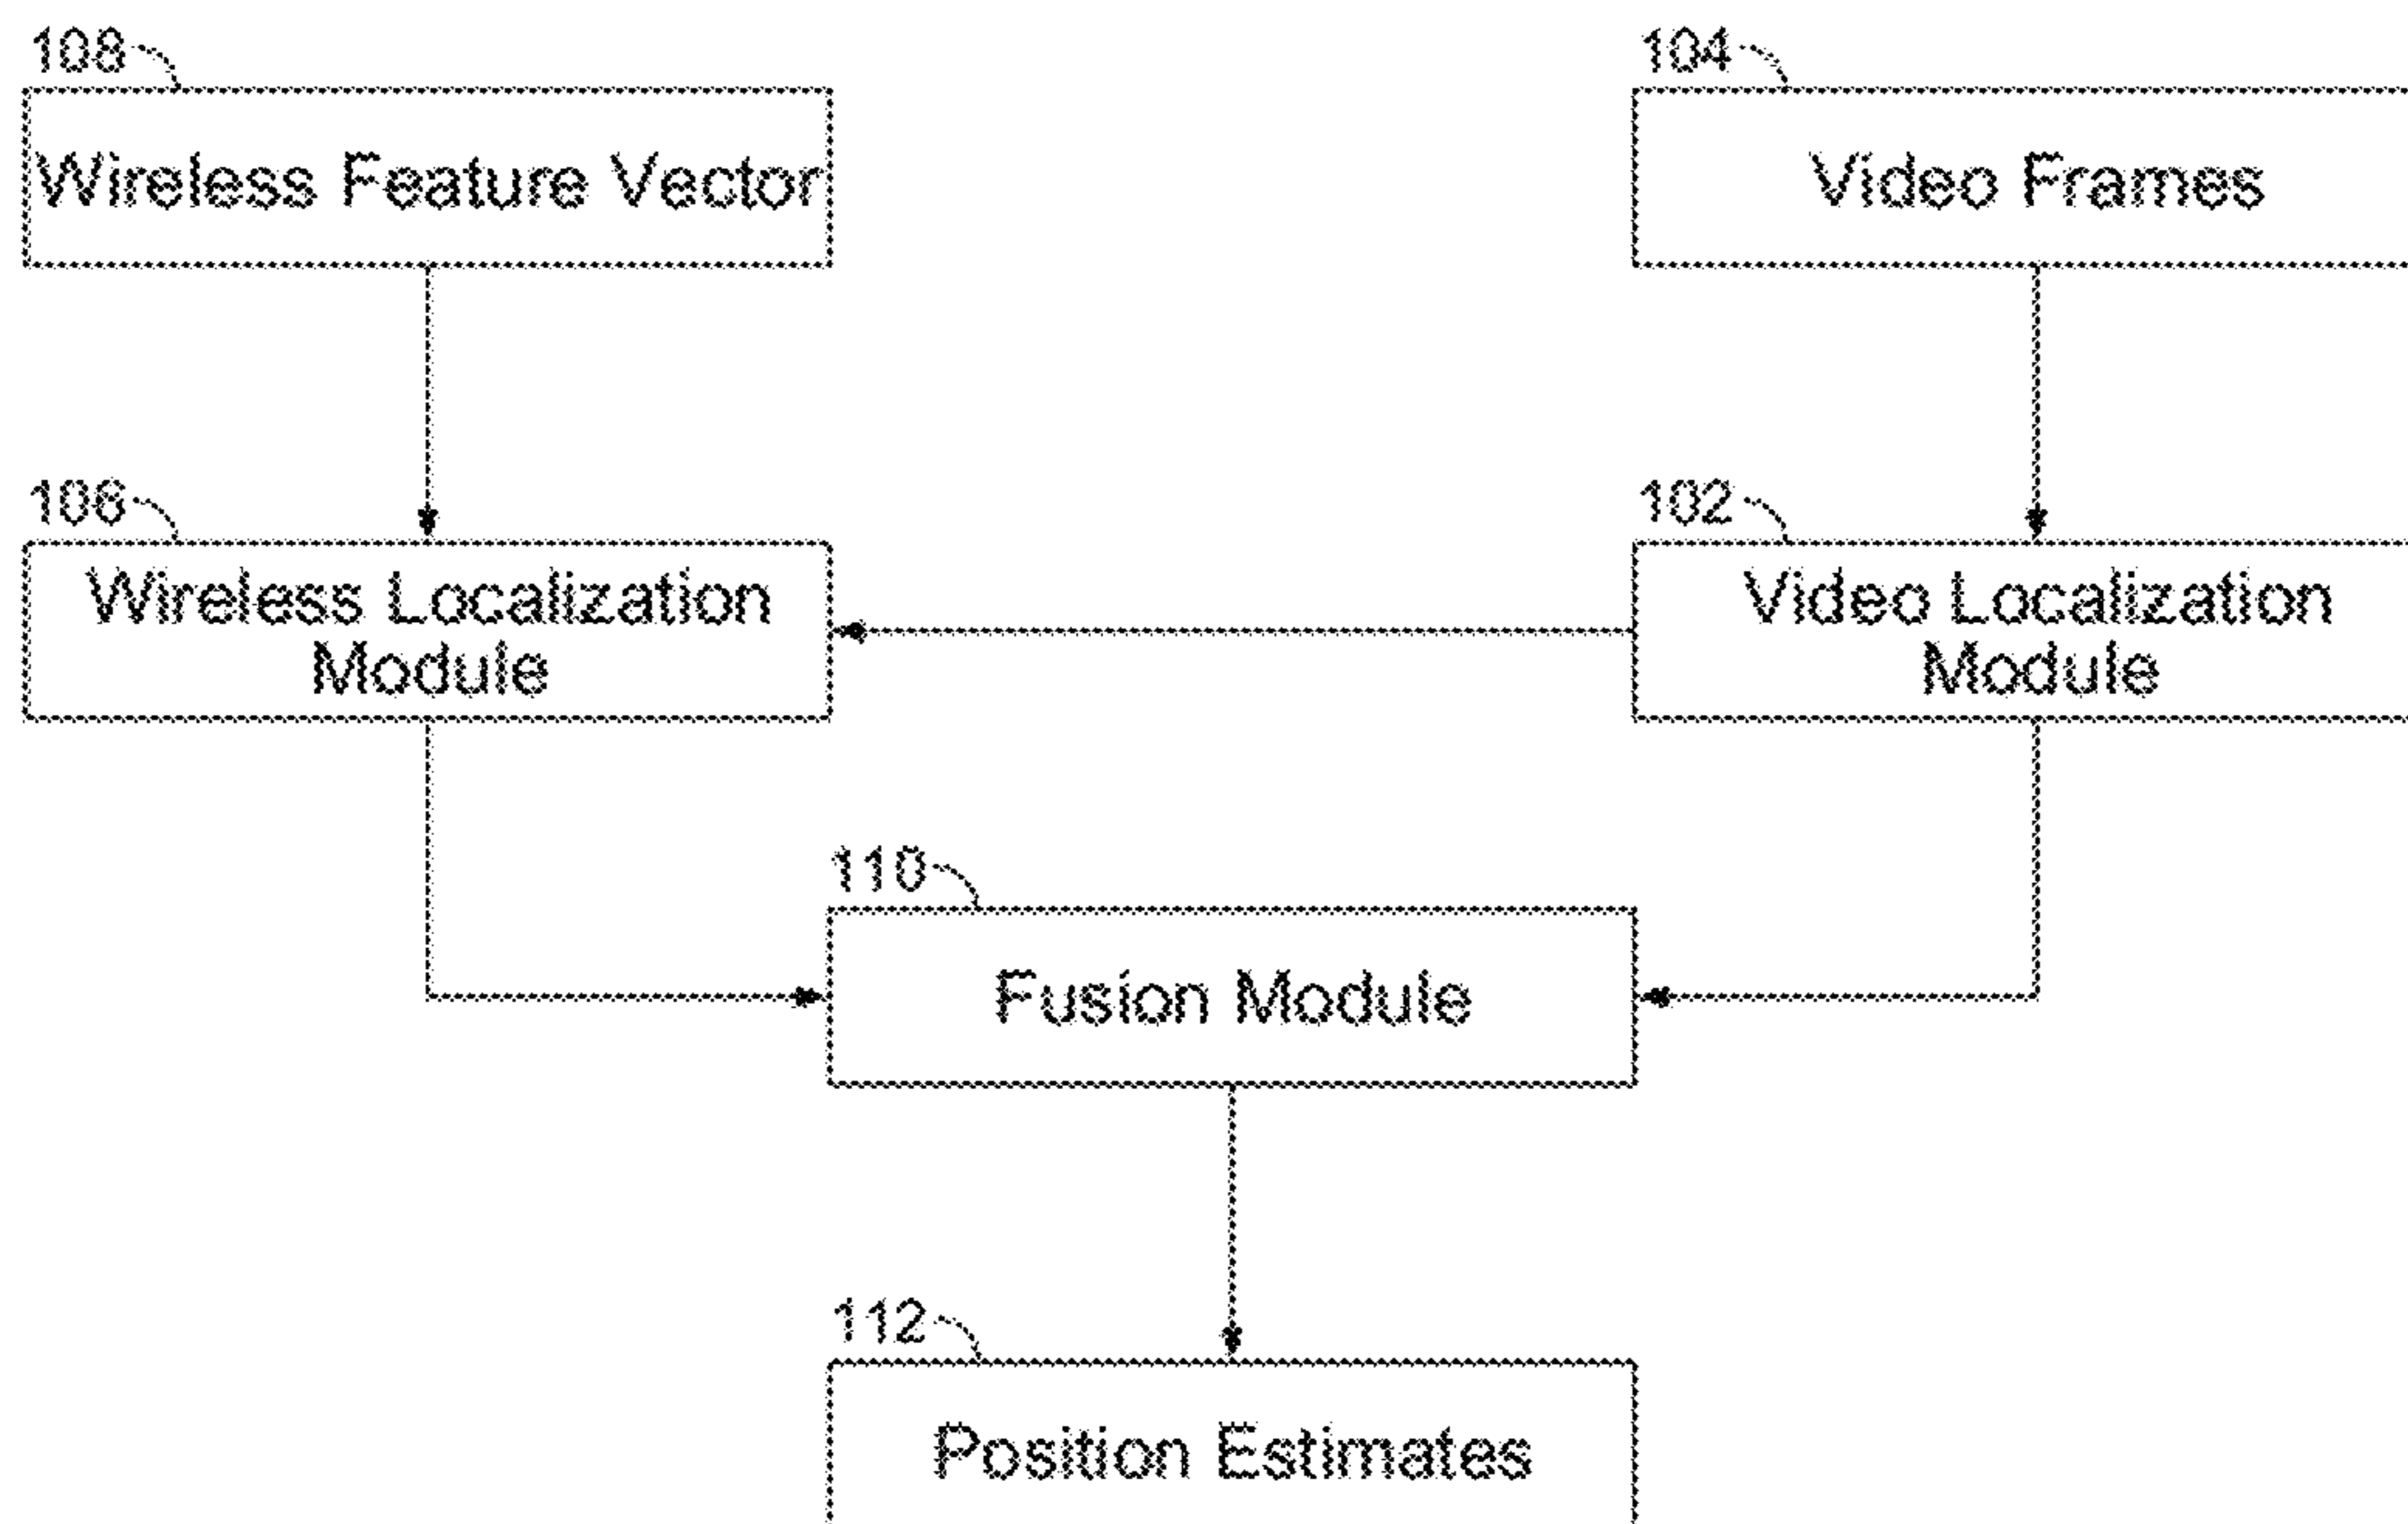 108
104
Wireless Feature Vector
Video Frames
106
102
Wireless Localization
Module
Video Localization
Module
110
Fusion Module
112
Position Estimates